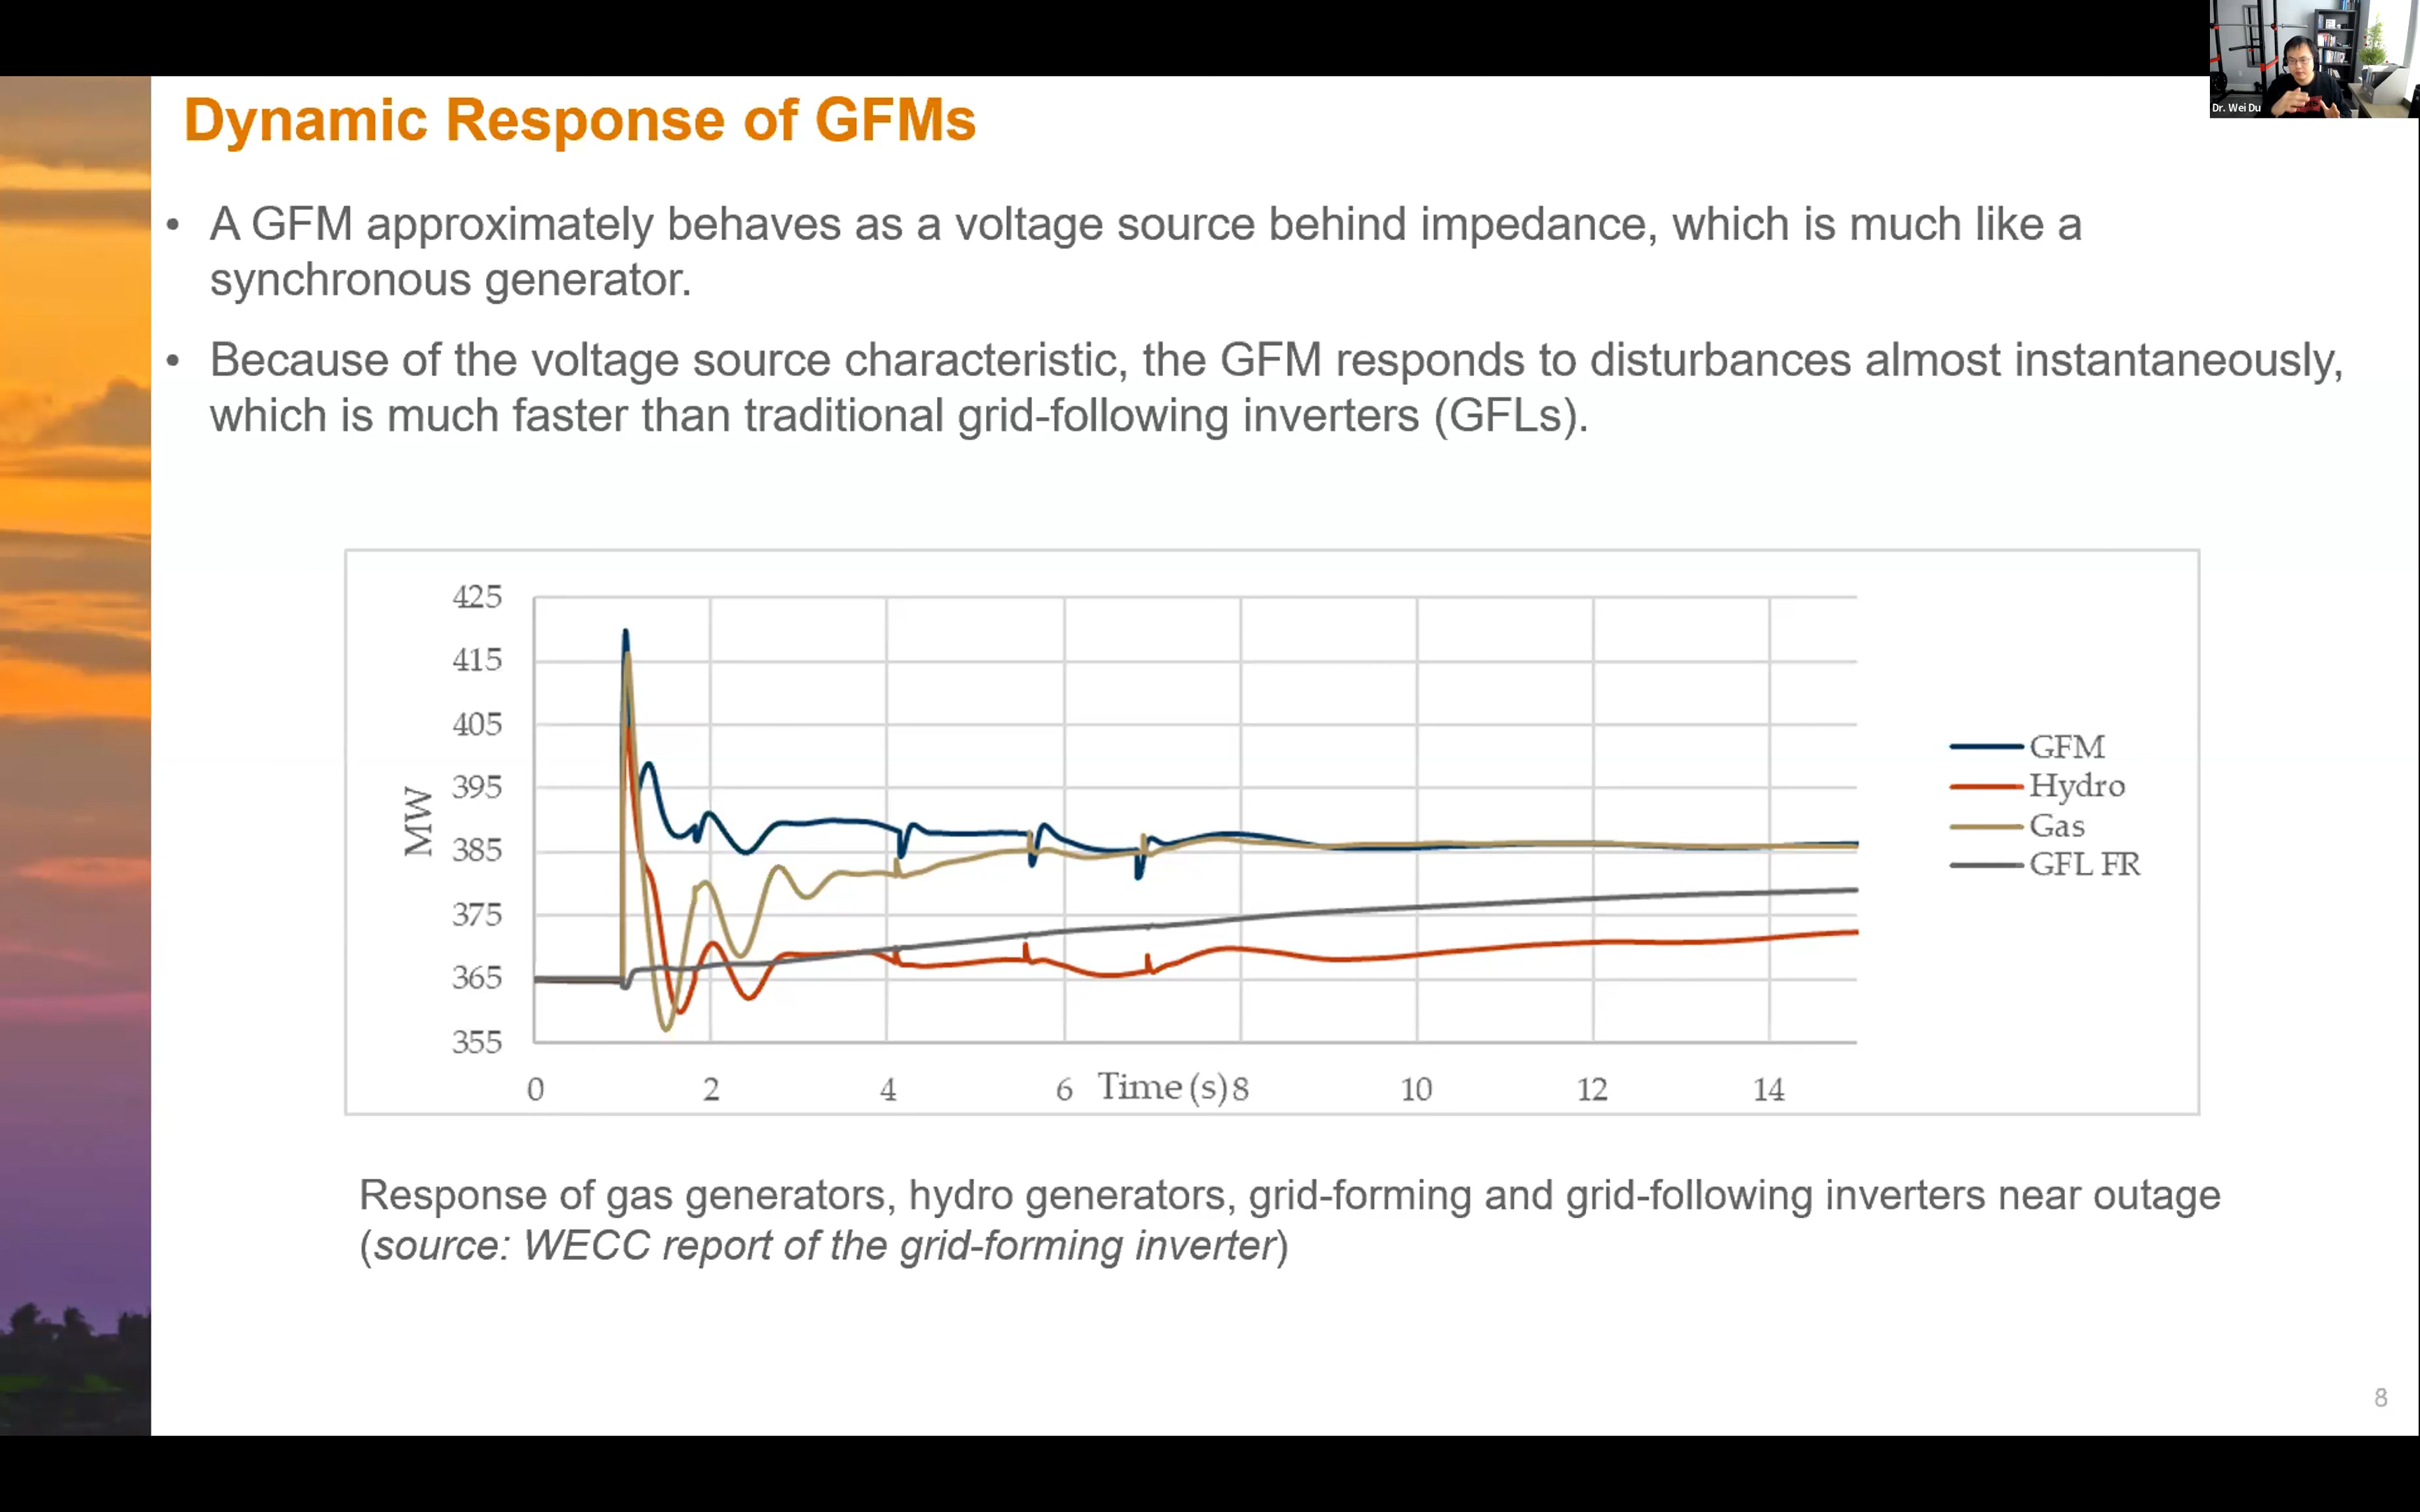 Dr. Wei Du
Dynamic Response of GFMs
• A GFM approximately behaves as a voltage source behind impedance, which is much like a
synchronous generator.
• Because of the voltage source characteristic, the GFM responds to disturbances almost instantaneously,
which is much faster than traditional grid-following inverters (GFLs).
425
415
405
395
385
375
365
355
MW
0 2 4 6 Time (s) 8 10 12 14
GFM
Hydro
Gas
GFL FR
Response of gas generators, hydro generators, grid-forming and grid-following inverters near outage
(source: WECC report of the grid-forming inverter)
8